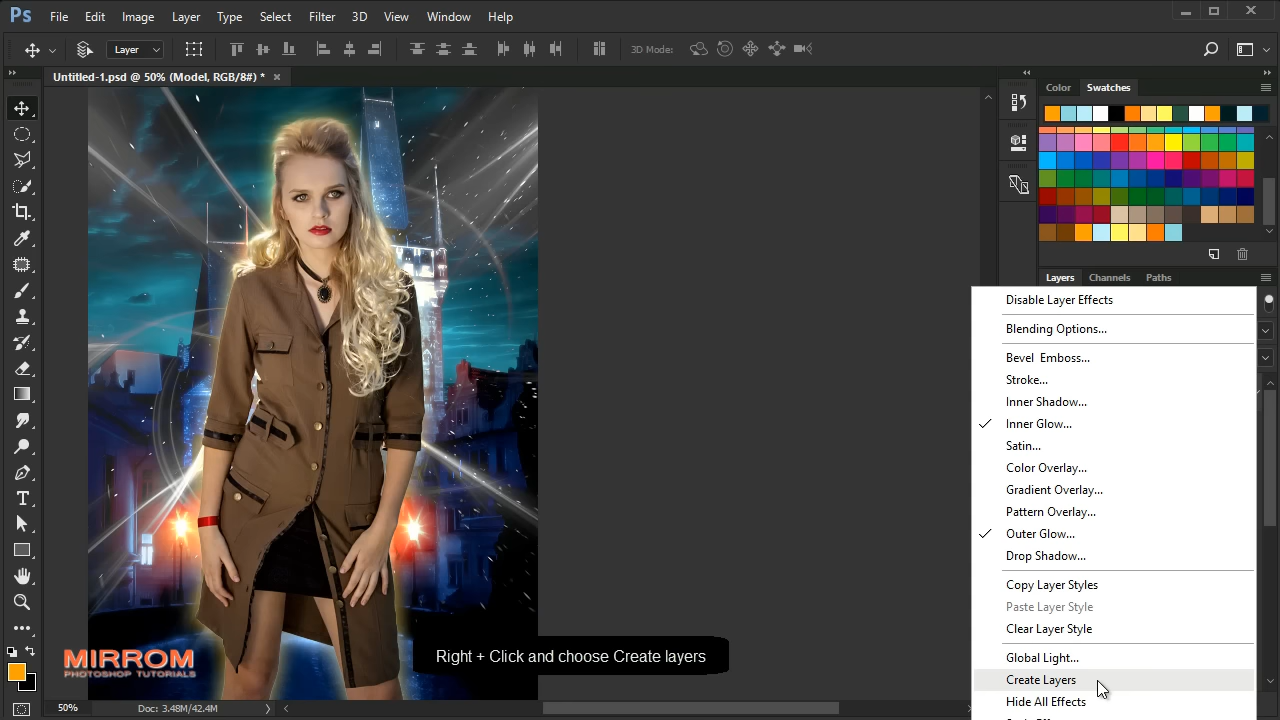 Ps File Edit Image Layer Type Select Filter 3D View Window Help
Layer
3D Mode:
Untitled-1.psd @ 50% (Model, RGB/8#) *
Color Swatches
Layers Channels Paths
Disable Layer Effects
Blending Options...
Bevel Emboss...
Stroke...
Inner Shadow...
Inner Glow...
Satin...
Color Overlay...
Gradient Overlay...
Pattern Overlay...
Outer Glow...
Drop Shadow...
Copy Layer Styles
Paste Layer Style
Clear Layer Style
Global Light...
Create Layers
Hide All Effects
MIRROM
PHOTOSHOP TUTORIALS
Right + Click and choose Create layers
50% Doc: 3.48M/42.4M